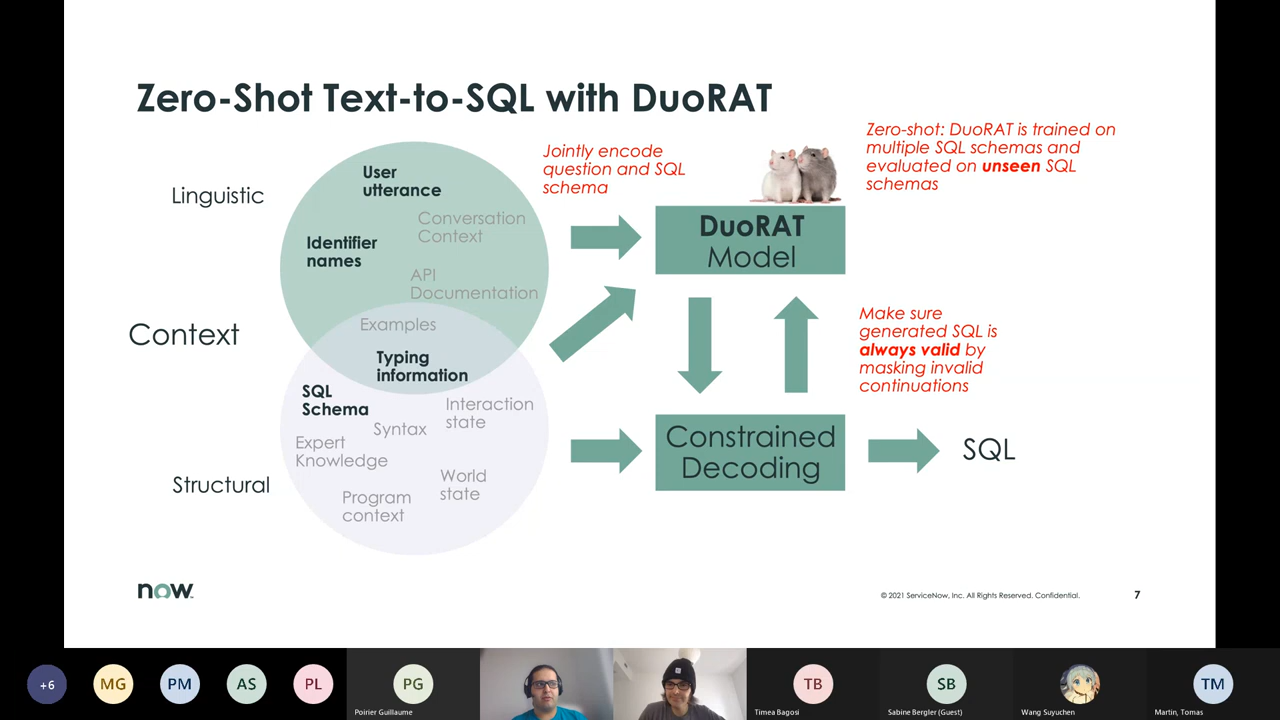 Zero-Shot Text-to-SQL with DuoRAT
Linguistic
Context
Structural
User
utterance
Conversation
Context
Identifier
names
API
Documentation
Examples
Typing
information
SQL
Schema
Interaction
state
Syntax
Expert
Knowledge
World
state
Program
context
Jointly encode
question and SQL
schema
DuoRAT
Model
Zero-shot: DuoRAT is trained on
multiple SQL schemas and
evaluated on unseen SQL
schemas
Make sure
generated SQL is
always valid by
masking invalid
continuations
Constrained
Decoding
SQL
now.
© 2021 ServiceNow, Inc. All Rights Reserved. Confidential.
7
+6
MG
PM
AS
PL
PG
Poirier Guillaume
TB
Timea Bagosi
SB
Sabine Bergler (Guest)
Wang Suyuchen
TM
Martin, Tomas